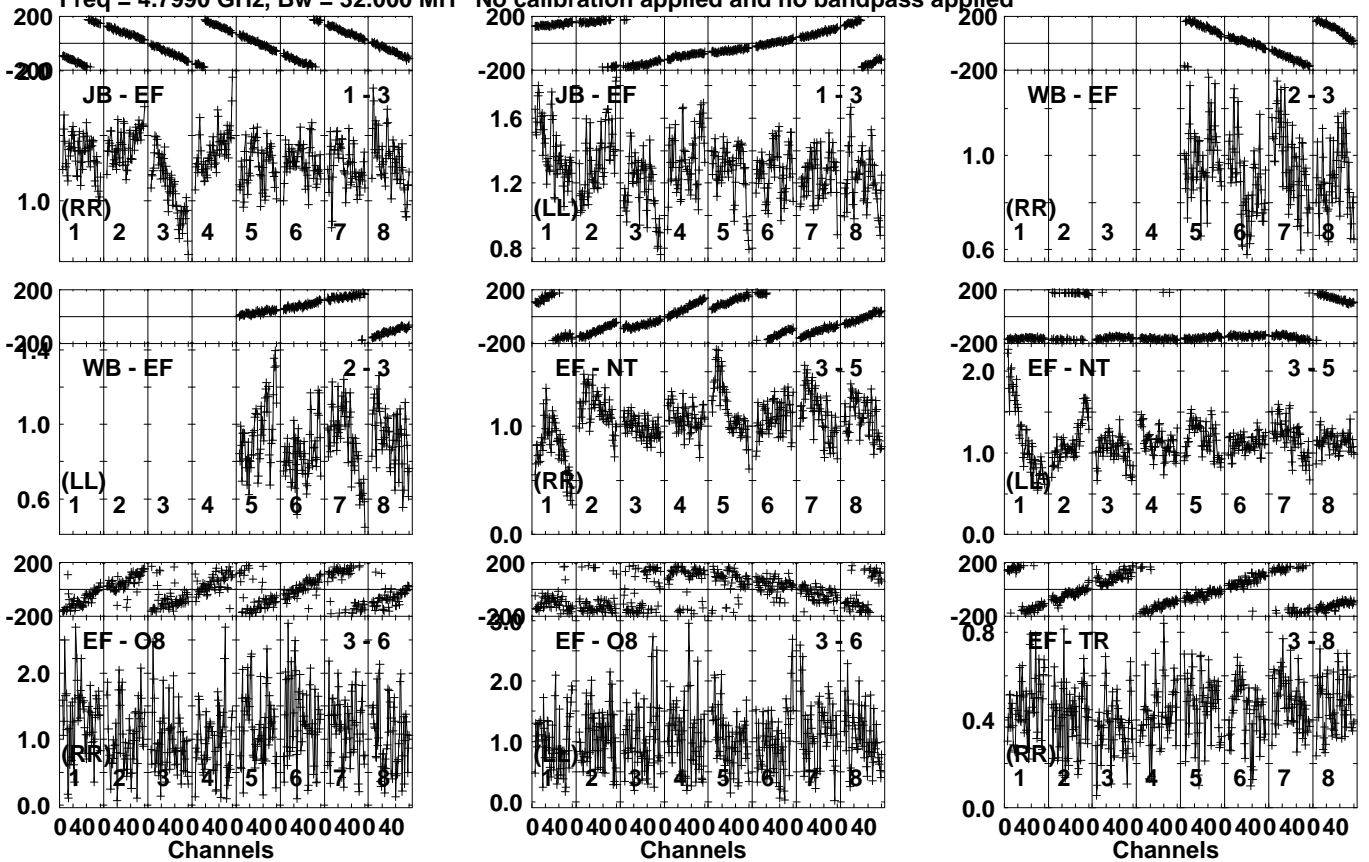 Freq = 4.7990 GHz, Bw = 32.000 MH No calibration applied and no bandpass applied
200 200 200
-200 -200 -200
2.0
JB - EF 1 - 3 JB - EF 1 - 3 WB - EF 2 - 3
1.6
1.4
1.2
1.0 1.0 1.0
(RR) (LL) (RR)
1 2 3 4 5 6 7 8 1 2 3 4 5 6 7 8 1 2 3 4 5 6 7 8
0.8 0.6
200 200 200
-200 -200 -200
1.4
WB - EF 2 - 3 EF - NT 3 - 5 EF - NT 3 - 5
2.0
1.0 1.0 1.0
(LL) (RR) (LL)
0.6
1 2 3 4 5 6 7 8 1 2 3 4 5 6 7 8 1 2 3 4 5 6 7 8
0.0 0.0
200 200 200
-200 -200 -200
3.0
EF - O8 3 - 6 EF - O8 3 - 6 EF - TR 3 - 8
0.8
2.0 2.0
0.4
1.0 1.0
(RR) (LL) (RR)
1 2 3 4 5 6 7 8 1 2 3 4 5 6 7 8 1 2 3 4 5 6 7 8
0.0 0.0 0.0
0 40 0 40 0 40 0 40 0 40 0 40 0 40 0 40 0 40 0 40 0 40 0 40 0 40 0 40 0 40 0 40 0 40 0 40 0 40 0 40 0 40 0 40 0 40 0 40
Channels Channels Channels